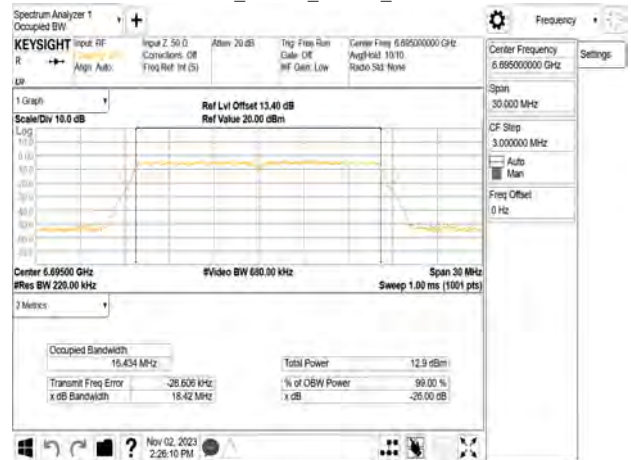 Spectrum Analyzer 1
Occupied BW
Frequency
KEYSIGHT
R
Input: RF
Align: Auto
Input Z: 50 Ω
Corrections: Off
Freq Ref: Int (S)
Atten: 20 dB
Trig: Free Run
Gate: Off
#IF Gain: Low
Center Freq: 6.695000000 GHz
Avg|Hold: 10/10
Radio Std: None
Center Frequency
6.695000000 GHz
Settings
Span
30.000 MHz
CF Step
3.000000 MHz
Auto
Man
Freq Offset
0 Hz
1 Graph
Scale/Div 10.0 dB
Ref Lvl Offset 13.40 dB
Ref Value 20.00 dBm
Log
Center 6.69500 GHz
#Res BW 220.00 kHz
#Video BW 680.00 kHz
Span 30 MHz
Sweep 1.00 ms (1001 pts)
2 Metrics
Occupied Bandwidth
16.434 MHz
Total Power 12.9 dBm
Transmit Freq Error -28.606 kHz
% of OBW Power 99.00 %
x dB Bandwidth 18.42 MHz
x dB -26.00 dB
?
Nov 02, 2023
2:26:10 PM